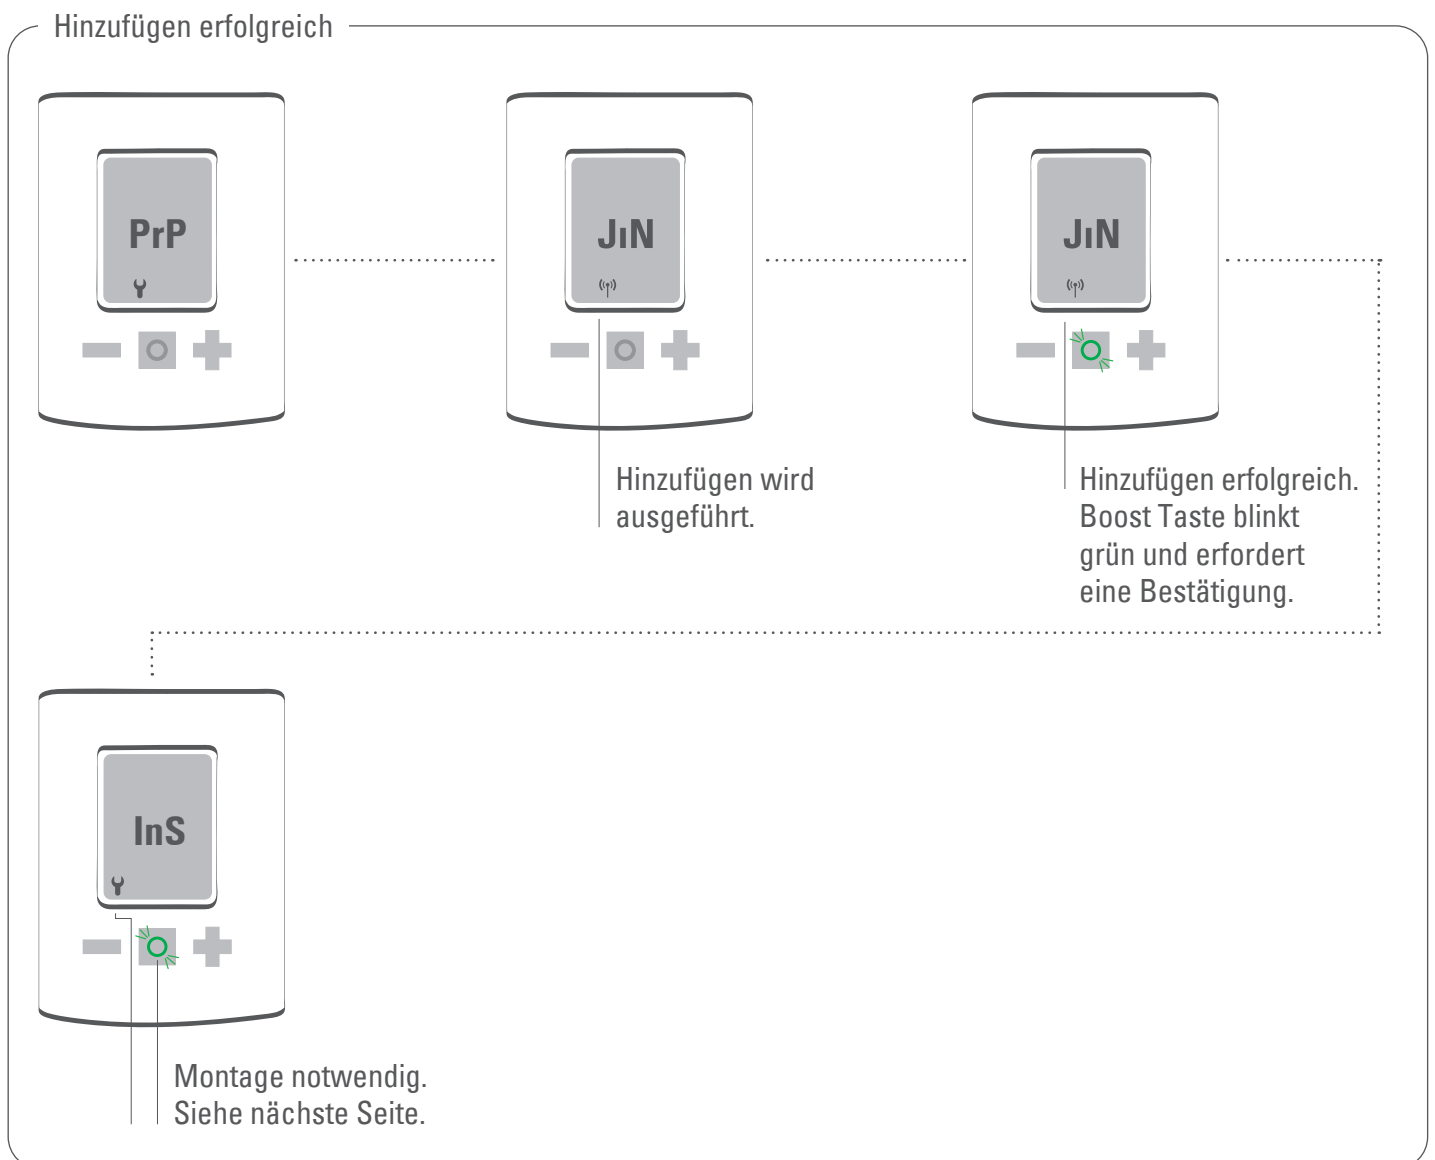 Hinzufügen erfolgreich
PrP
JıN
JıN
Hinzufügen wird
ausgeführt.
Hinzufügen erfolgreich.
Boost Taste blinkt
grün und erfordert
eine Bestätigung.
InS
Montage notwendig.
Siehe nächste Seite.